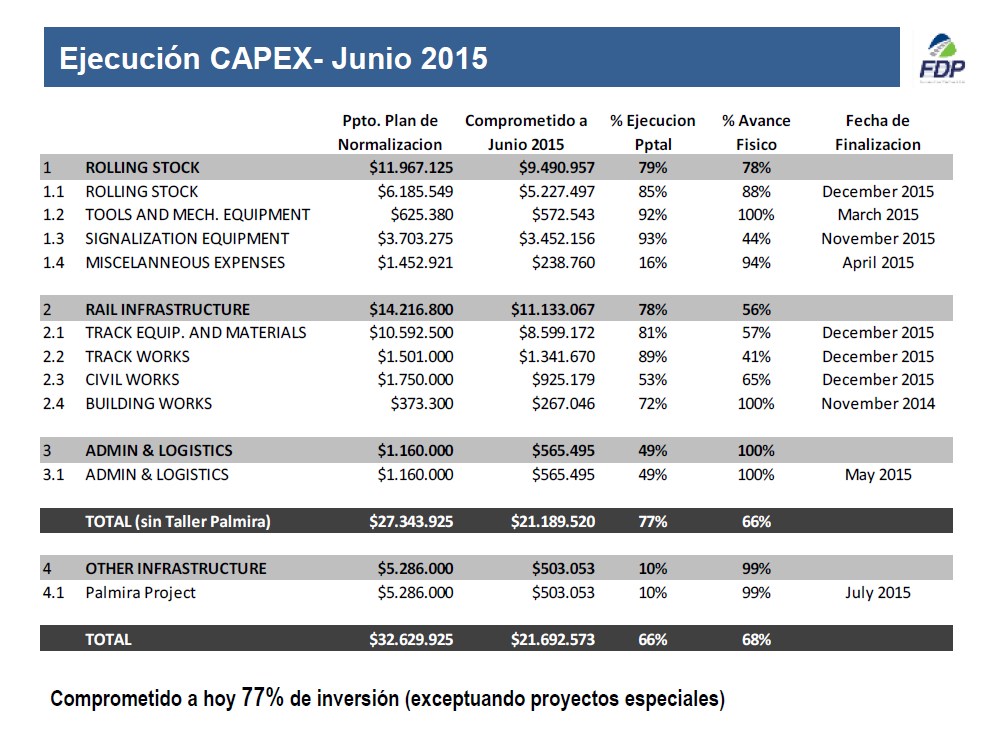 Ejecución CAPEX- Junio 2015
FDP
Ppto. Plan de Comprometido a % Ejecucion % Avance Fecha de
Normalizacion Junio 2015 Pptal Fisico Finalizacion
1 ROLLING STOCK $11.967.125 $9.490.957 79% 78%
1.1 ROLLING STOCK $6.185.549 $5.227.497 85% 88% December 2015
1.2 TOOLS AND MECH. EQUIPMENT $625.380 $572.543 92% 100% March 2015
1.3 SIGNALIZATION EQUIPMENT $3.703.275 $3.452.156 93% 44% November 2015
1.4 MISCELANNEOUS EXPENSES $1.452.921 $238.760 16% 94% April 2015
2 RAIL INFRASTRUCTURE $14.216.800 $11.133.067 78% 56%
2.1 TRACK EQUIP. AND MATERIALS $10.592.500 $8.599.172 81% 57% December 2015
2.2 TRACK WORKS $1.501.000 $1.341.670 89% 41% December 2015
2.3 CIVIL WORKS $1.750.000 $925.179 53% 65% December 2015
2.4 BUILDING WORKS $373.300 $267.046 72% 100% November 2014
3 ADMIN & LOGISTICS $1.160.000 $565.495 49% 100%
3.1 ADMIN & LOGISTICS $1.160.000 $565.495 49% 100% May 2015
TOTAL (sin Taller Palmira) $27.343.925 $21.189.520 77% 66%
4 OTHER INFRASTRUCTURE $5.286.000 $503.053 10% 99%
4.1 Palmira Project $5.286.000 $503.053 10% 99% July 2015
TOTAL $32.629.925 $21.692.573 66% 68%
Comprometido a hoy 77% de inversión (exceptuando proyectos especiales)